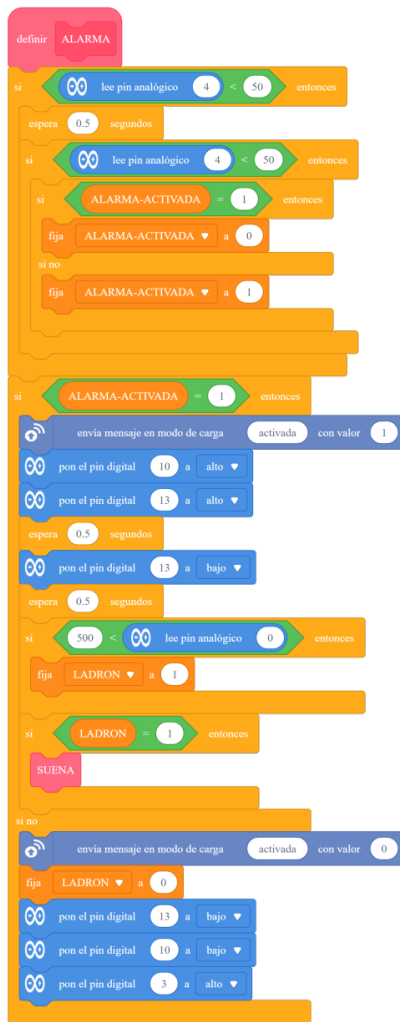 definir ALARMA
si lee pin analógico 4 < 50 entonces
espera 0.5 segundos
si lee pin analógico 4 < 50 entonces
si ALARMA-ACTIVADA = 1 entonces
fija ALARMA-ACTIVADA a 0
si no
fija ALARMA-ACTIVADA a 1
si ALARMA-ACTIVADA = 1 entonces
envía mensaje en modo de carga activada con valor 1
pon el pin digital 10 a alto
pon el pin digital 13 a alto
espera 0.5 segundos
pon el pin digital 13 a bajo
espera 0.5 segundos
si 500 < lee pin analógico 0 entonces
fija LADRON a 1
si LADRON = 1 entonces
SUENA
si no
envía mensaje en modo de carga activada con valor 0
fija LADRON a 0
pon el pin digital 13 a bajo
pon el pin digital 10 a bajo
pon el pin digital 3 a alto